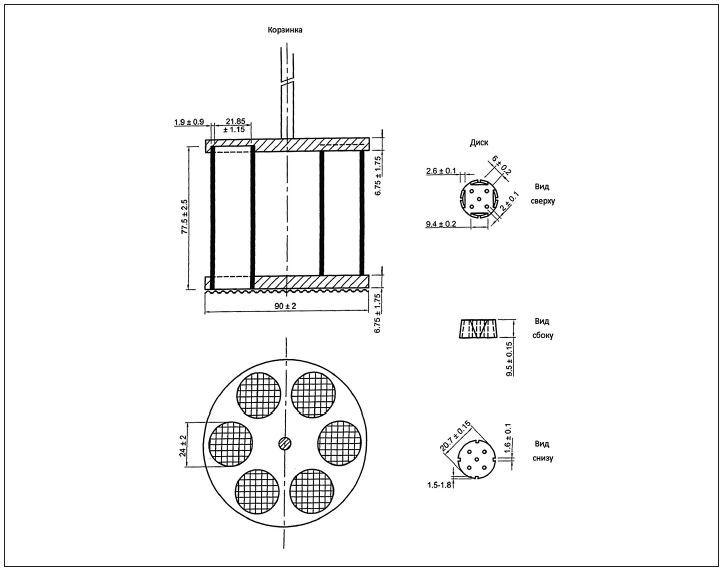 Корзинка
1.9 ± 0.9
21.85
± 1.15
6.75 ± 1.75
77.5 ± 2.5
90 ± 2
6.75 ± 1.75
24 ± 2
Диск
6 ± 0.2
2.6 ± 0.1
Вид
сверху
2 ± 0.1
9.4 ± 0.2
Вид
сбоку
9.5 ± 0.15
20.7 ± 0.15
1.6 ± 0.1
Вид
снизу
1.5-1.8